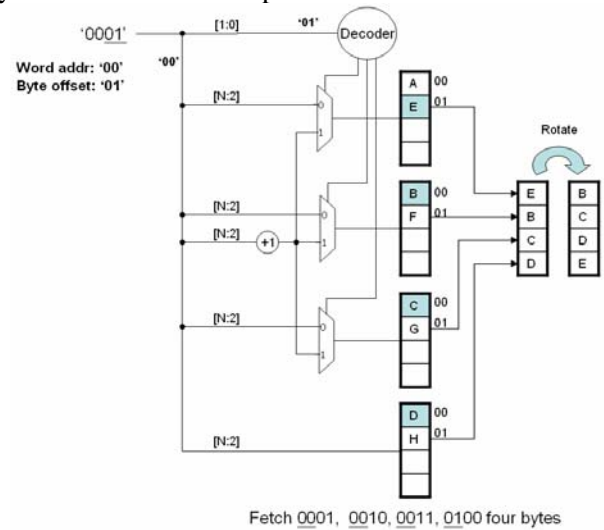 [1:0]
'01'
Decoder
'0001'
'00'
Word addr: '00'
Byte offset: '01'
[N:2]
0
1
A 00
E 01
Rotate
[N:2]
0
[N:2]
+1
1
B 00
F 01
E B
B C
C D
D E
[N:2]
0
1
C 00
G 01
[N:2]
D 00
H 01
Fetch 0001, 0010, 0011, 0100 four bytes